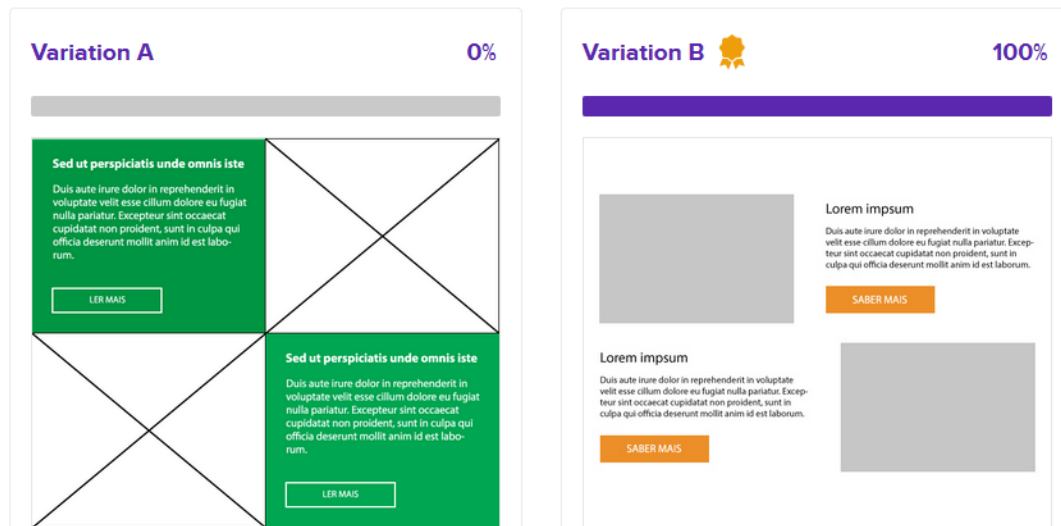 Variation A
0%
Sed ut perspiciatis unde omnis iste
Duis aute irure dolor in reprehenderit in
voluptate velit esse cillum dolore eu fugiat
nulla pariatur. Excepteur sint occaecat
cupidatat non proident, sunt in culpa qui
officia deserunt mollit anim id est labo-
rum.
LER MAIS
Sed ut perspiciatis unde omnis iste
Duis aute irure dolor in reprehenderit in
voluptate velit esse cillum dolore eu fugiat
nulla pariatur. Excepteur sint occaecat
cupidatat non proident, sunt in culpa qui
officia deserunt mollit anim id est labo-
rum.
LER MAIS
Variation B
100%
Lorem impsum
Duis aute irure dolor in reprehenderit in voluptate
velit esse cillum dolore eu fugiat nulla pariatur. Excep-
teur sint occaecat cupidatat non proident, sunt in
culpa qui officia deserunt mollit anim id est laborum.
SABER MAIS
Lorem impsum
Duis aute irure dolor in reprehenderit in voluptate
velit esse cillum dolore eu fugiat nulla pariatur. Excep-
teur sint occaecat cupidatat non proident, sunt in
culpa qui officia deserunt mollit anim id est laborum.
SABER MAIS